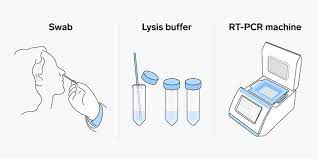 Swab
Lysis buffer
RT-PCR machine